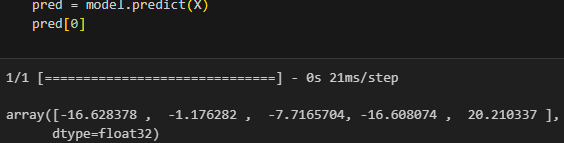 pred = model.predict(X)
pred[0]
1/1 [==============================] - 0s 21ms/step
array([-16.628378 ,  -1.176282 ,  -7.7165704, -16.608074 ,  20.210337 ],
      dtype=float32)